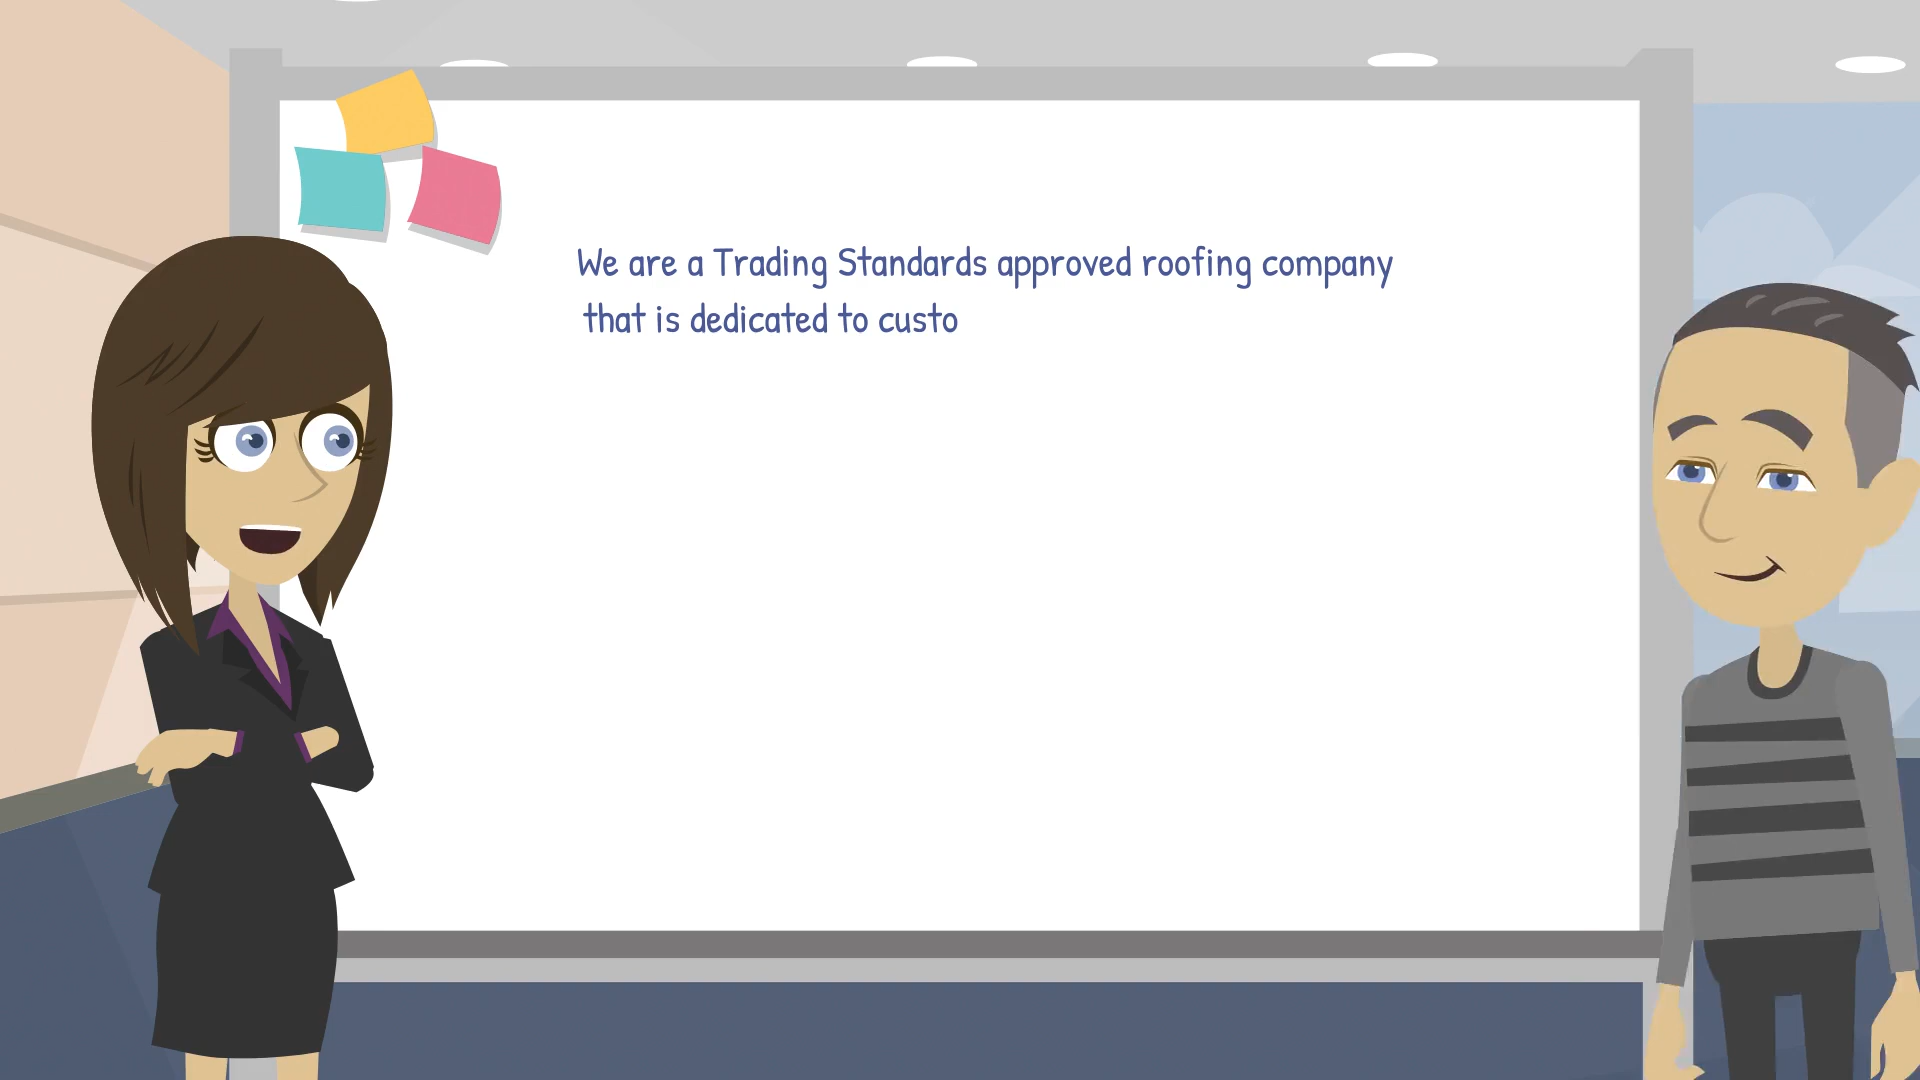 We are a Trading Standards approved roofing company
that is dedicated to custo